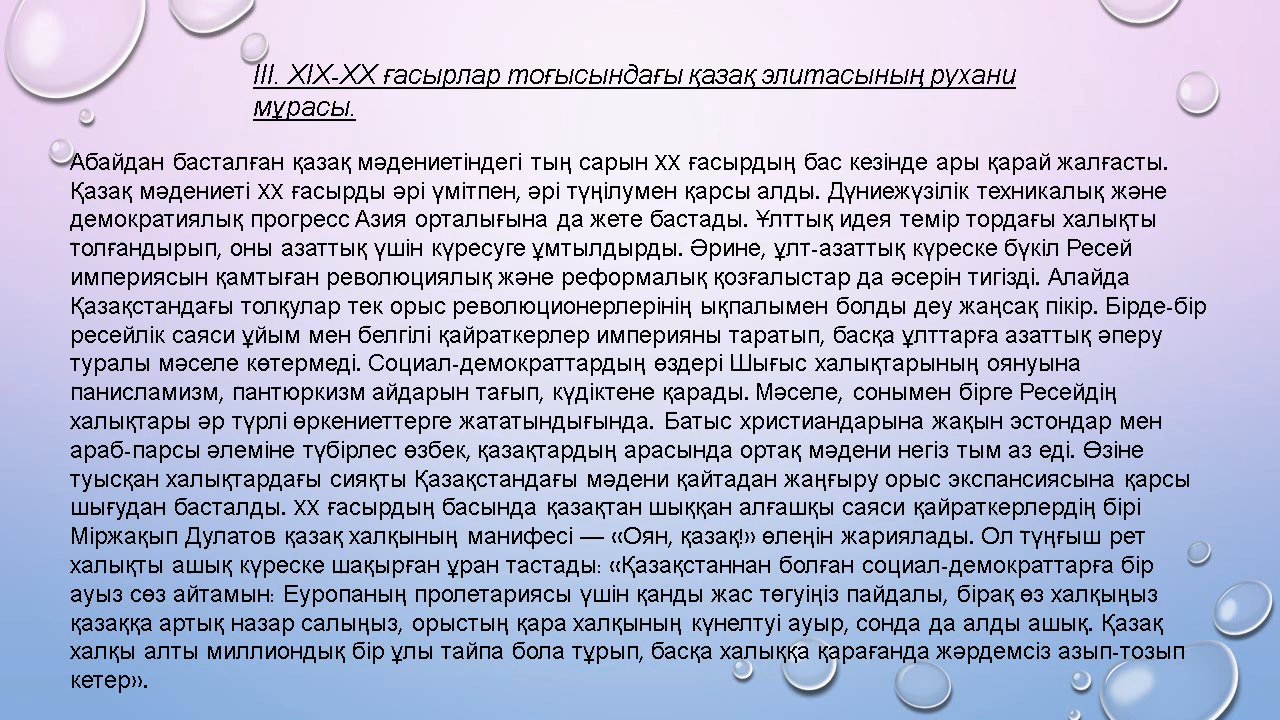 III. XIX-XX ғасырлар тоғысындағы қазақ элитасының рухани
мұрасы.
Абайдан басталған қазақ мәдениетіндегі тың сарын XX ғасырдың бас кезінде ары қарай жалғасты.
Қазақ мәдениеті XX ғасырды әрі үмітпен, әрі түңілумен қарсы алды. Дүниежүзілік техникалық және
демократиялық прогресс Азия орталығына да жете бастады. Ұлттық идея темір тордағы халықты
толғандырып, оны азаттық үшін күресуге ұмтылдырды. Әрине, ұлт-азаттық күреске бүкіл Ресей
империясын қамтыған революциялық және реформалық қозғалыстар да әсерін тигізді. Алайда
Қазақстандағы толқулар тек орыс революционерлерінің ықпалымен болды деу жаңсақ пікір. Бірде-бір
ресейлік саяси ұйым мен белгілі қайраткерлер империяны таратып, басқа ұлттарға азаттық әперу
туралы мәселе көтермеді. Социал-демократтардың өздері Шығыс халықтарының оянуына
панисламизм, пантюркизм айдарын тағып, күдіктене қарады. Мәселе, сонымен бірге Ресейдің
халықтары әр түрлі өркениеттерге жататындығында. Батыс христиандарына жақын эстондар мен
араб-парсы әлеміне түбірлес өзбек, қазақтардың арасында ортақ мәдени негіз тым аз еді. Өзіне
туысқан халықтардағы сияқты Қазақстандағы мәдени қайтадан жаңғыру орыс экспансиясына қарсы
шығудан басталды. XX ғасырдың басында қазақтан шыққан алғашқы саяси қайраткерлердің бірі
Міржақып Дулатов қазақ халқының манифесі — «Оян, қазақ!» өлеңін жариялады. Ол түңғыш рет
халықты ашық күреске шақырған ұран тастады: «Қазақстаннан болған социал-демократтарға бір
ауыз сөз айтамын: Еуропаның пролетариясы үшін қанды жас төгуіңіз пайдалы, бірақ өз халқыңыз
қазаққа артық назар салыңыз, орыстың қара халқының күнелтуі ауыр, сонда да алды ашық. Қазақ
халқы алты миллиондық бір ұлы тайпа бола тұрып, басқа халыққа қарағанда жәрдемсіз азып-тозып
кетер».